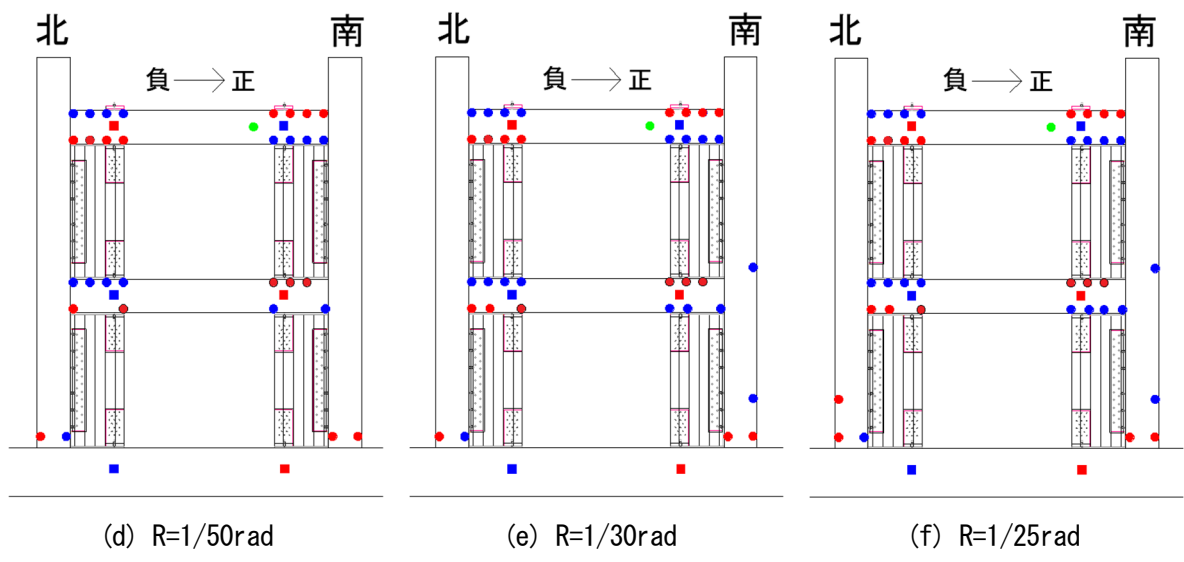 北 南 北 南 北 南
負 正 負 正 負 正
(d) R=1/50rad (e) R=1/30rad (f) R=1/25rad